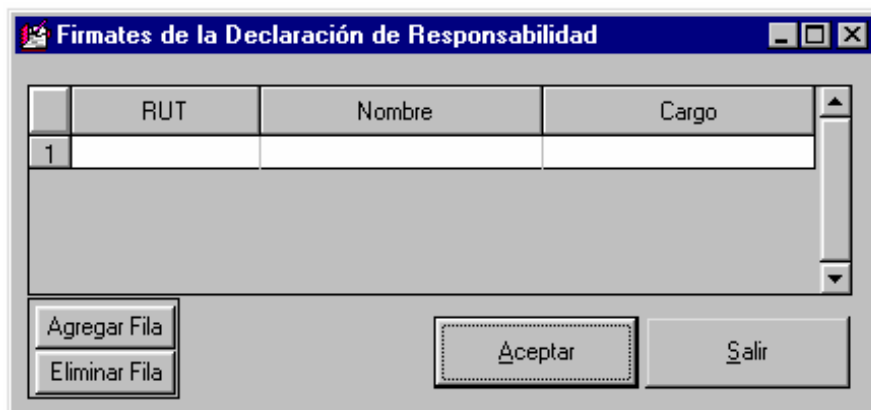 Firmates de la Declaración de Responsabilidad
RUT Nombre Cargo
1
Agregar Fila
Eliminar Fila
Aceptar Salir